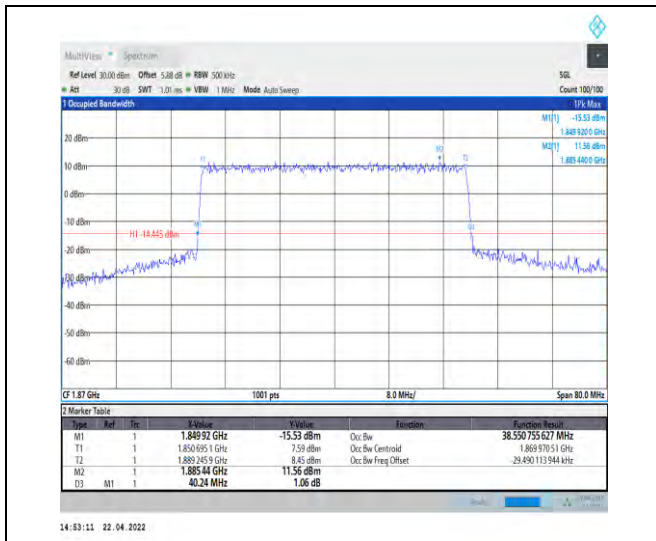 MultiView Spectrum
Ref Level 30.00 dBm Offset 5.88 dB RBW 500 kHz SGL
Att 30 dB SWT 1.01 ms VBW 1 MHz Mode Auto Sweep Count 100/100
1 Occupied Bandwidth 1Pk Max
M1[1] -15.53 dBm
1.849 920 0 GHz
M2[1] 11.56 dBm
1.885 440 0 GHz
20 dBm
M2
T1 T2
10 dBm
0 dBm
-10 dBm
M1
H1 -14.445 dBm
-20 dBm
-30 dBm
-40 dBm
-50 dBm
-60 dBm
CF 1.87 GHz 1001 pts 8.0 MHz/ Span 80.0 MHz
2 Marker Table
Type Ref Trc X-Value Y-Value Function Function Result
M1 1 1.849 92 GHz -15.53 dBm Occ Bw 38.550 755 627 MHz
T1 1 1.850 695 1 GHz 7.59 dBm Occ Bw Centroid 1.869 970 51 GHz
T2 1 1.889 245 9 GHz 8.45 dBm Occ Bw Freq Offset -29.490 113 944 kHz
M2 1 1.885 44 GHz 11.56 dBm
D3 M1 1 40.24 MHz 1.06 dB
14:53:11 22.04.2022